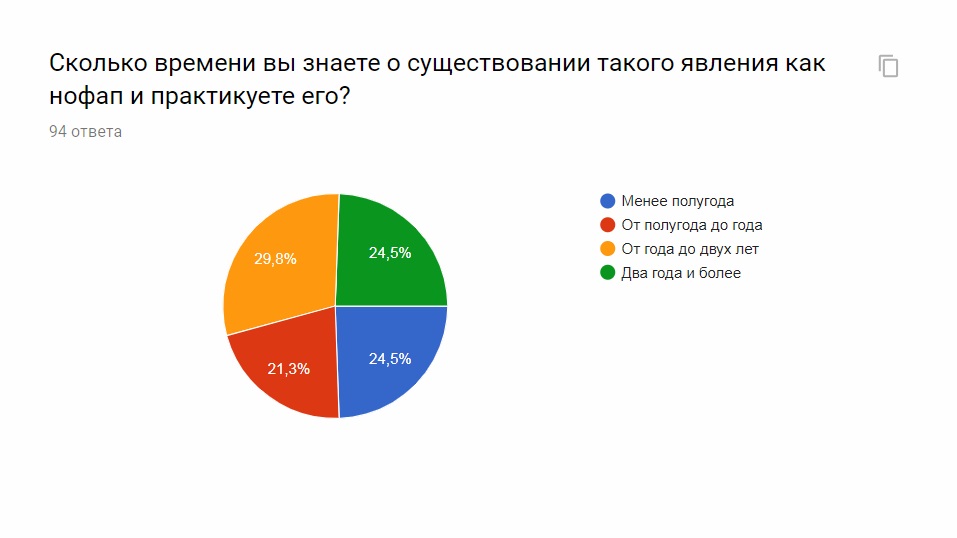 Сколько времени вы знаете о существовании такого явления как
нофап и практикуете его?
94 ответа
Менее полугода
От полугода до года
От года до двух лет
Два года и более
29,8%
24,5%
21,3%
24,5%